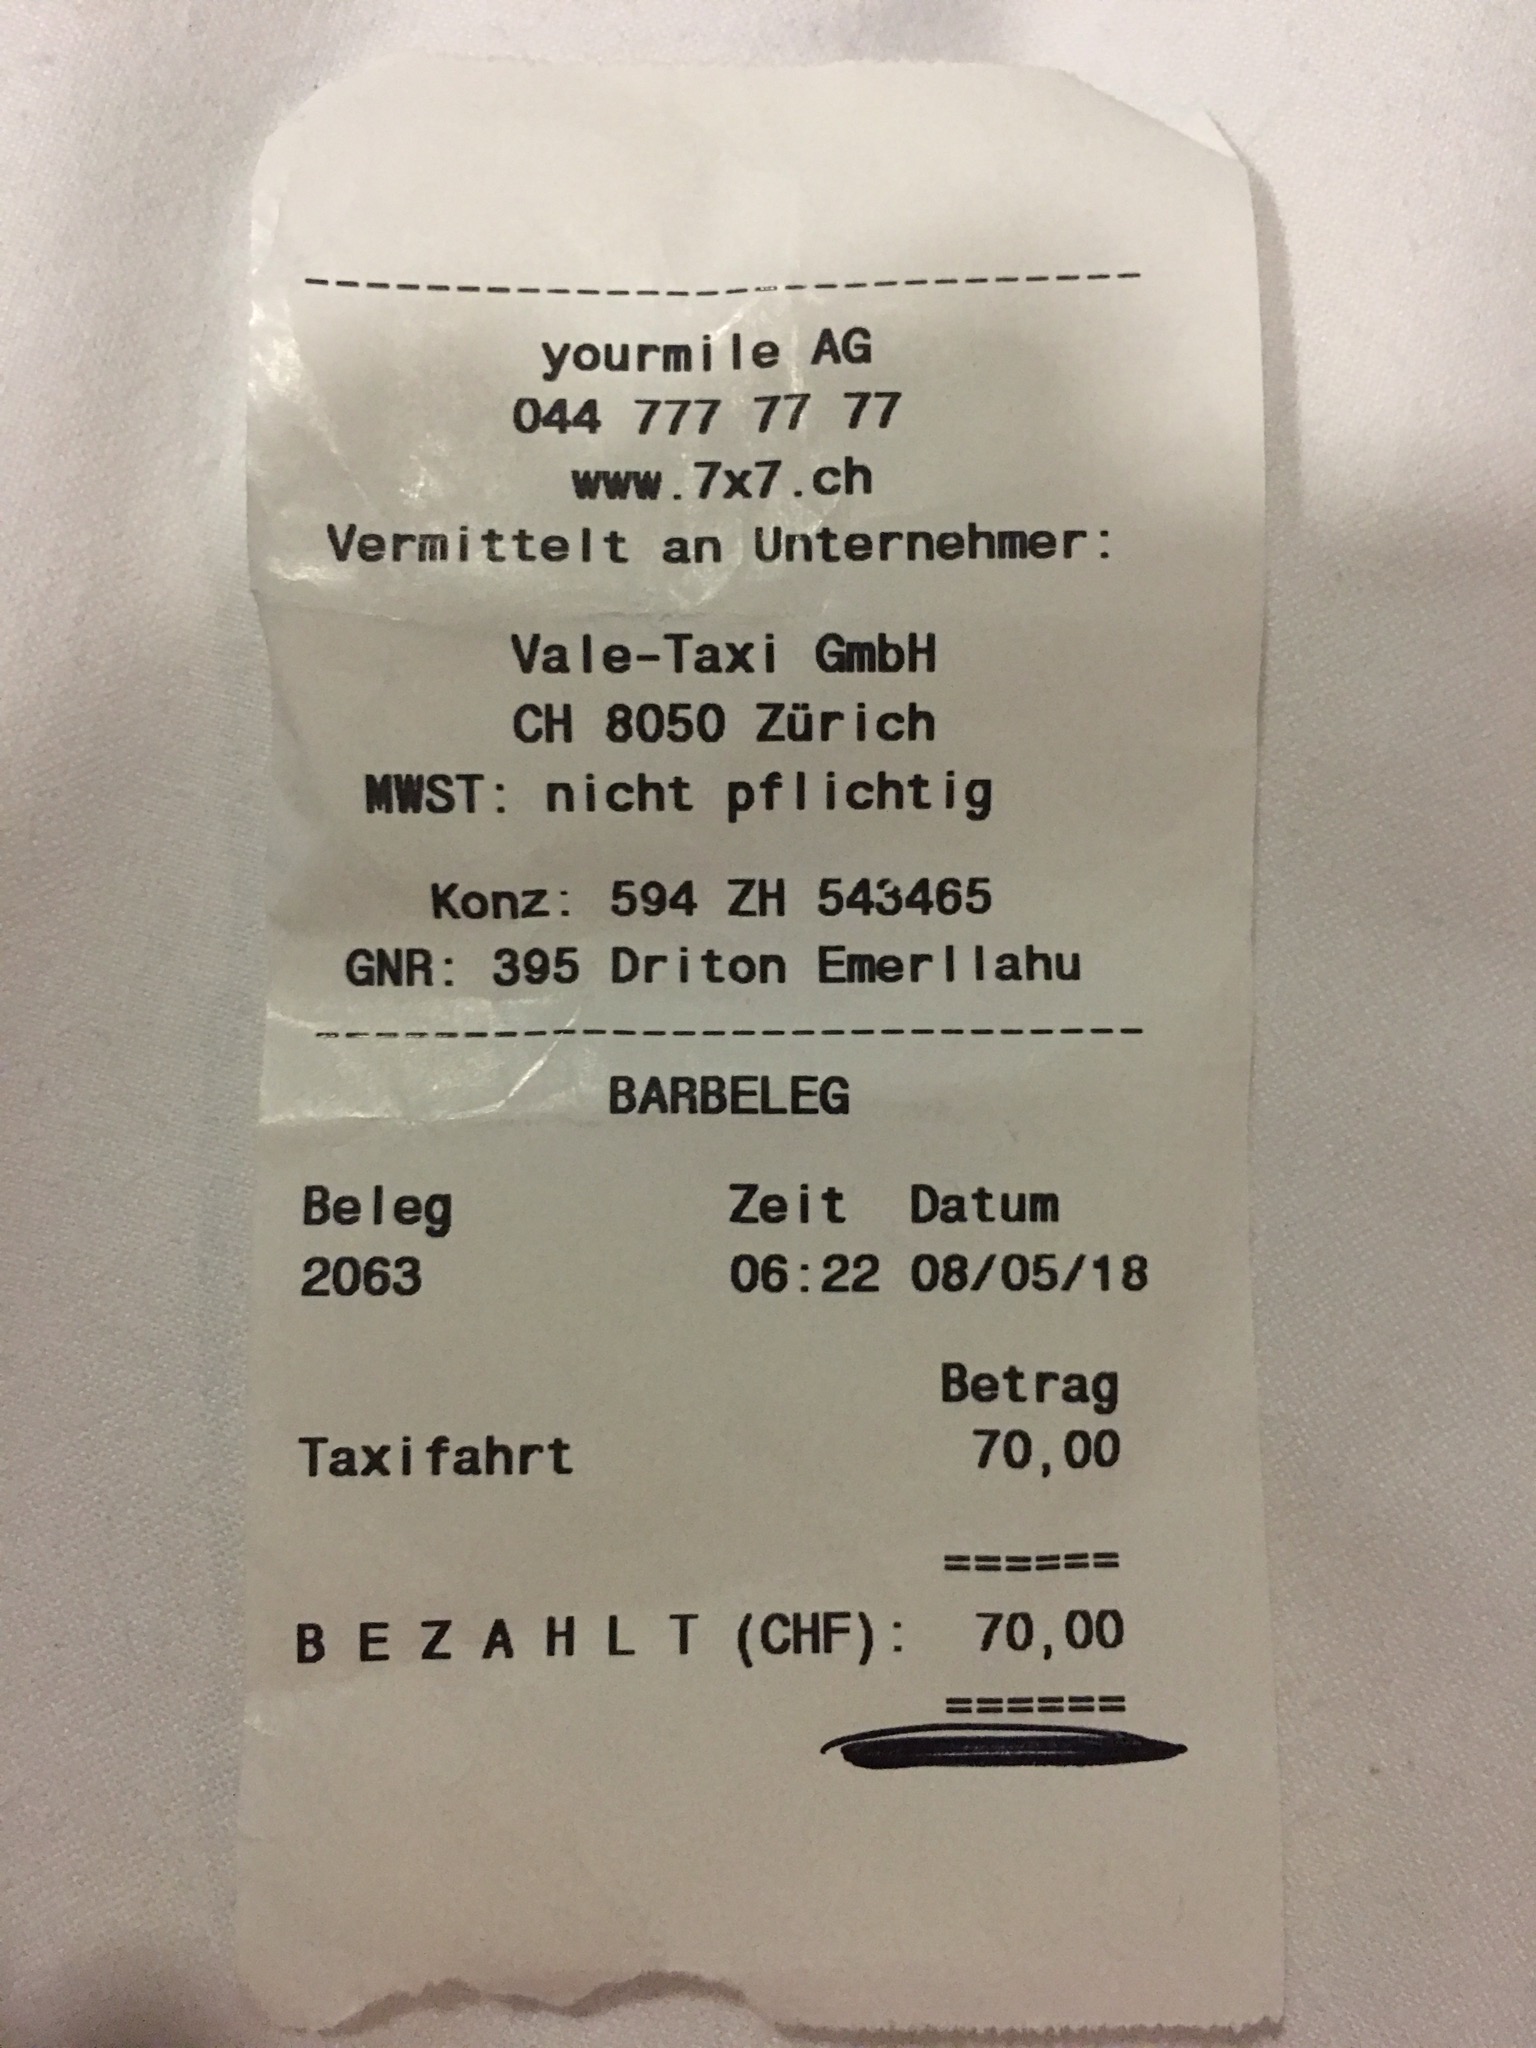 ---------------------------
yourmile AG
044 777 77 77
www.7x7.ch
Vermittelt an Unternehmer:
Vale-Taxi GmbH
CH 8050 Zürich
MWST: nicht pflichtig
Konz: 594 ZH 543465
GNR: 395 Driton Emerllahu
---------------------------
BARBELEG
Beleg Zeit Datum
2063 06:22 08/05/18
Betrag
Taxifahrt 70,00
======
B E Z A H L T (CHF): 70,00
======